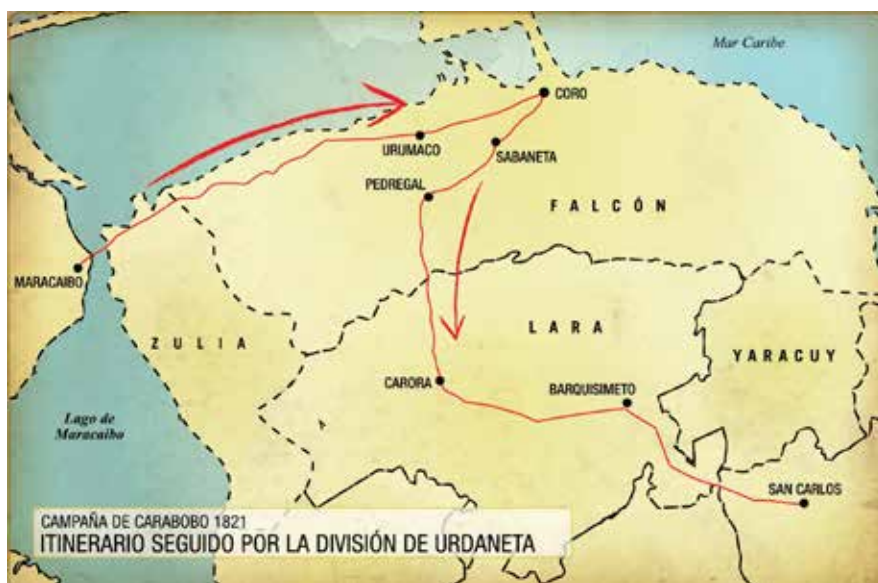 Mar Caribe
CORO
URUMACO
SABANETA
PEDREGAL
FALCÓN
MARACAIBO
ZULIA
LARA
YARACUY
CARORA
BARQUISIMETO
Lago de
Maracaibo
SAN CARLOS
CAMPAÑA DE CARABOBO 1821
ITINERARIO SEGUIDO POR LA DIVISIÓN DE URDANETA